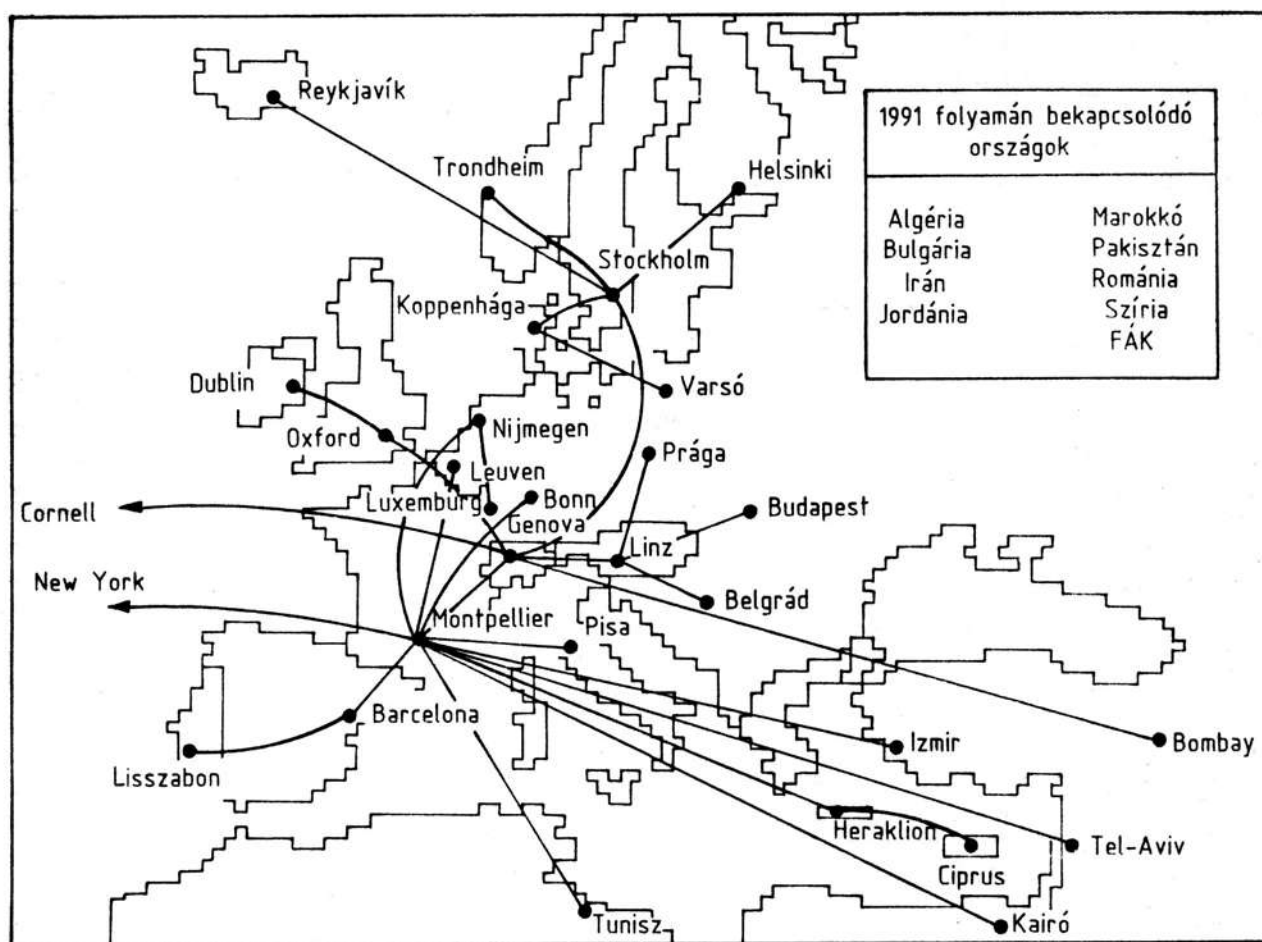 Reykjavík
Trondheim
Helsinki
Stockholm
Koppenhága
Dublin
Varsó
Oxford
Nijmegen
Prága
Leuven
Luxemburg
Bonn
Cornell
Genova
Budapest
Linz
New York
Belgrád
Montpellier
Pisa
Barcelona
Izmir
Bombay
Lisszabon
Heraklion
Tel-Aviv
Ciprus
Tunisz
Kairó
1991 folyamán bekapcsolódó
országok
Algéria
Bulgária
Irán
Jordánia
Marokkó
Pakisztán
Románia
Szíria
FÁK